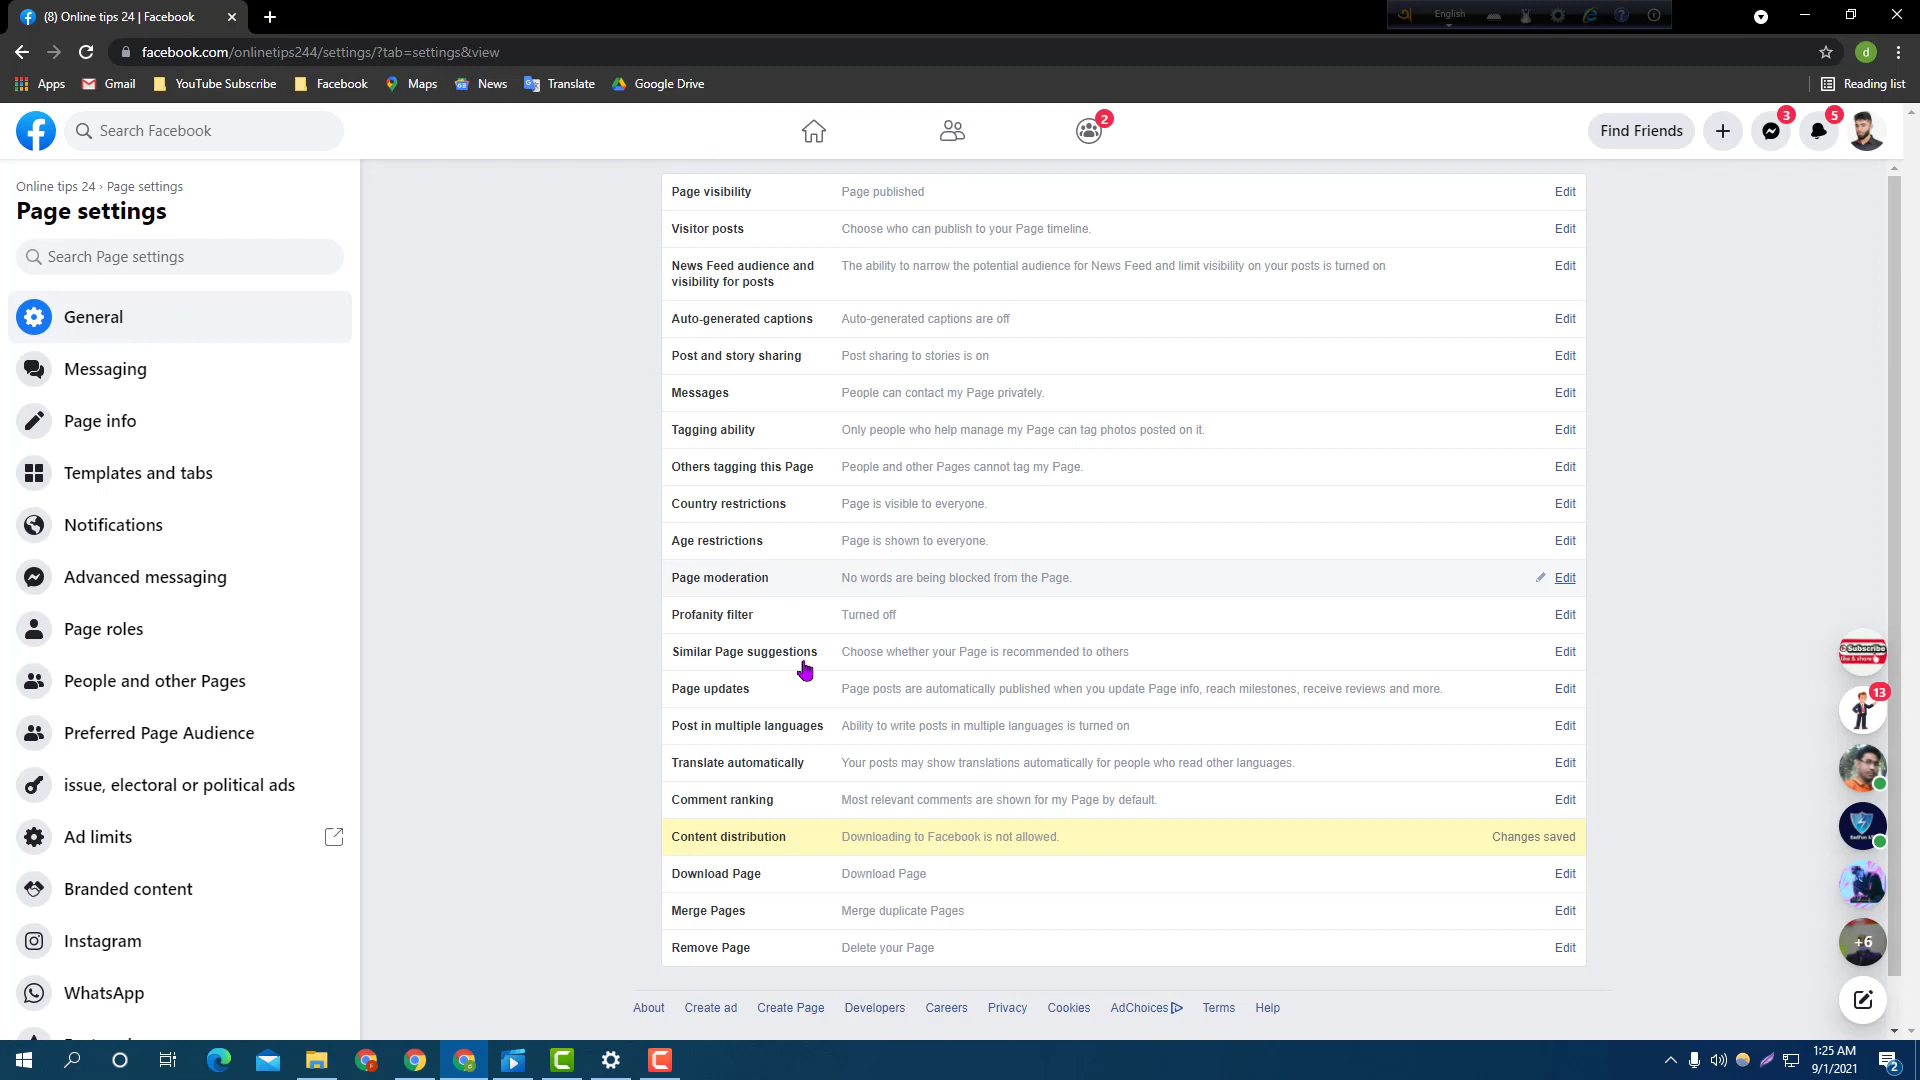 (8) Online tips 24 | Facebook
English
facebook.com/onlinetips244/settings/?tab=settings&view
d
Apps
Gmail
YouTube Subscribe
Facebook
Maps
News
Translate
Google Drive
Reading list
Search Facebook
2
Find Friends
3
5
Online tips 24 › Page settings
Page settings
Search Page settings
General
Messaging
Page info
Templates and tabs
Notifications
Advanced messaging
Page roles
People and other Pages
Preferred Page Audience
issue, electoral or political ads
Ad limits
Branded content
Instagram
WhatsApp
Page visibility Page published Edit
Visitor posts Choose who can publish to your Page timeline. Edit
News Feed audience and The ability to narrow the potential audience for News Feed and limit visibility on your posts is turned on Edit
visibility for posts
Auto-generated captions Auto-generated captions are off Edit
Post and story sharing Post sharing to stories is on Edit
Messages People can contact my Page privately. Edit
Tagging ability Only people who help manage my Page can tag photos posted on it. Edit
Others tagging this Page People and other Pages cannot tag my Page. Edit
Country restrictions Page is visible to everyone. Edit
Age restrictions Page is shown to everyone. Edit
Page moderation No words are being blocked from the Page. Edit
Profanity filter Turned off Edit
Similar Page suggestions Choose whether your Page is recommended to others Edit
Page updates Page posts are automatically published when you update Page info, reach milestones, receive reviews and more. Edit
Post in multiple languages Ability to write posts in multiple languages is turned on Edit
Translate automatically Your posts may show translations automatically for people who read other languages. Edit
Comment ranking Most relevant comments are shown for my Page by default. Edit
Content distribution Downloading to Facebook is not allowed. Changes saved
Download Page Download Page Edit
Merge Pages Merge duplicate Pages Edit
Remove Page Delete your Page Edit
About Create ad Create Page Developers Careers Privacy Cookies AdChoices Terms Help
Subscribe
13
+6
1:25 AM
9/1/2021
2